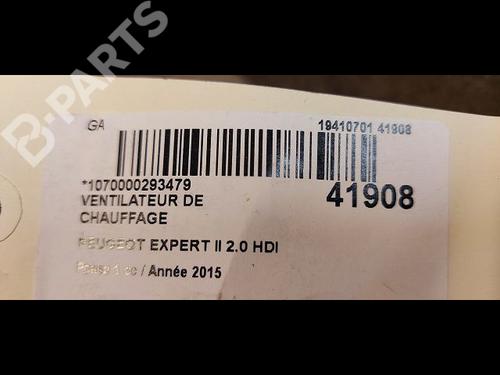 B-PARTS
GA
19410701 41908
*1070000293479
41908
VENTILATEUR DE
CHAUFFAGE
PEUGEOT EXPERT II 2.0 HDI
/ Année 2015